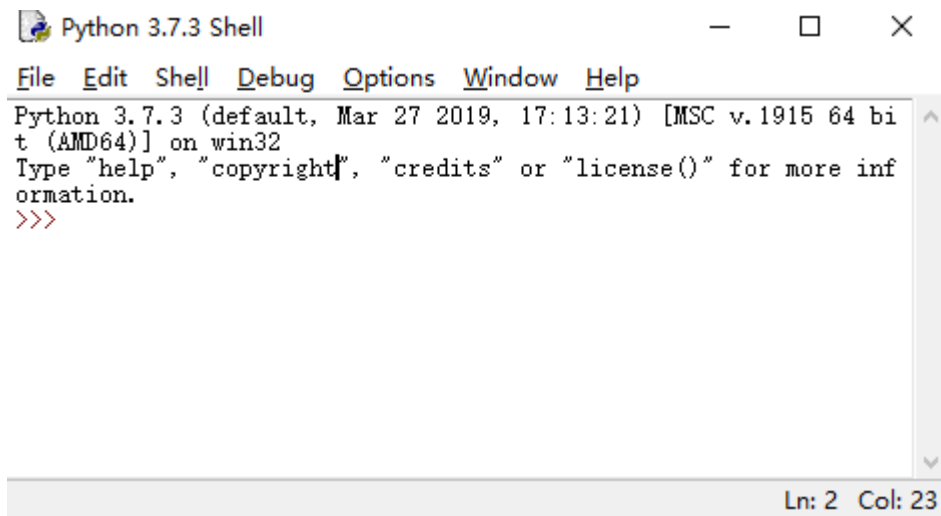 Python 3.7.3 Shell
File Edit Shell Debug Options Window Help
Python 3.7.3 (default, Mar 27 2019, 17:13:21) [MSC v.1915 64 bi
t (AMD64)] on win32
Type "help", "copyright", "credits" or "license()" for more inf
ormation.
>>>
Ln: 2 Col: 23